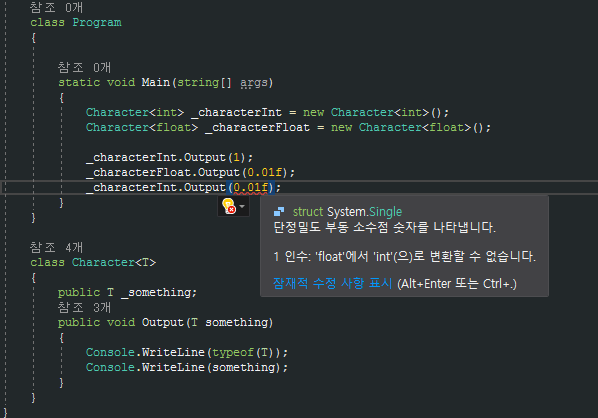 참조 0개
class Program
{
참조 0개
static void Main(string[] args)
{
Character<int> _characterInt = new Character<int>();
Character<float> _characterFloat = new Character<float>();
_characterInt.Output(1);
_characterFloat.Output(0.01f);
_characterInt.Output(0.01f);
}
}
struct System.Single
단정밀도 부동 소수점 숫자를 나타냅니다.
1 인수: 'float'에서 'int'(으)로 변환할 수 없습니다.
잠재적 수정 사항 표시 (Alt+Enter 또는 Ctrl+.)
참조 4개
class Character<T>
{
public T _something;
참조 3개
public void Output(T something)
{
Console.WriteLine(typeof(T));
Console.WriteLine(something);
}
}
}